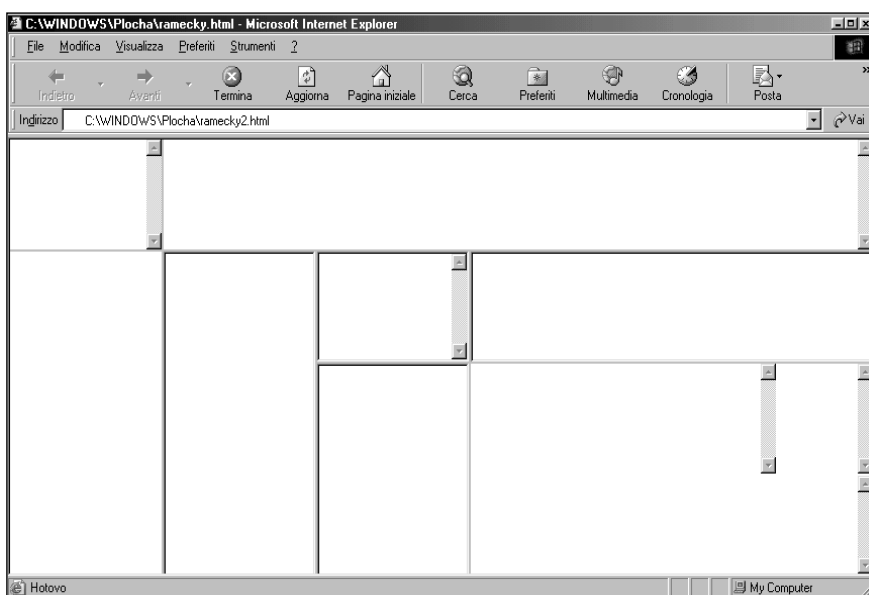 C:\WINDOWS\Plocha\ramecky.html - Microsoft Internet Explorer
File Modifica Visualizza Preferiti Strumenti ?
Indietro Avanti Termina Aggiorna Pagina iniziale Cerca Preferiti Multimedia Cronologia Posta »
Indirizzo C:\WINDOWS\Plocha\ramecky2.html Vai
Hotovo My Computer